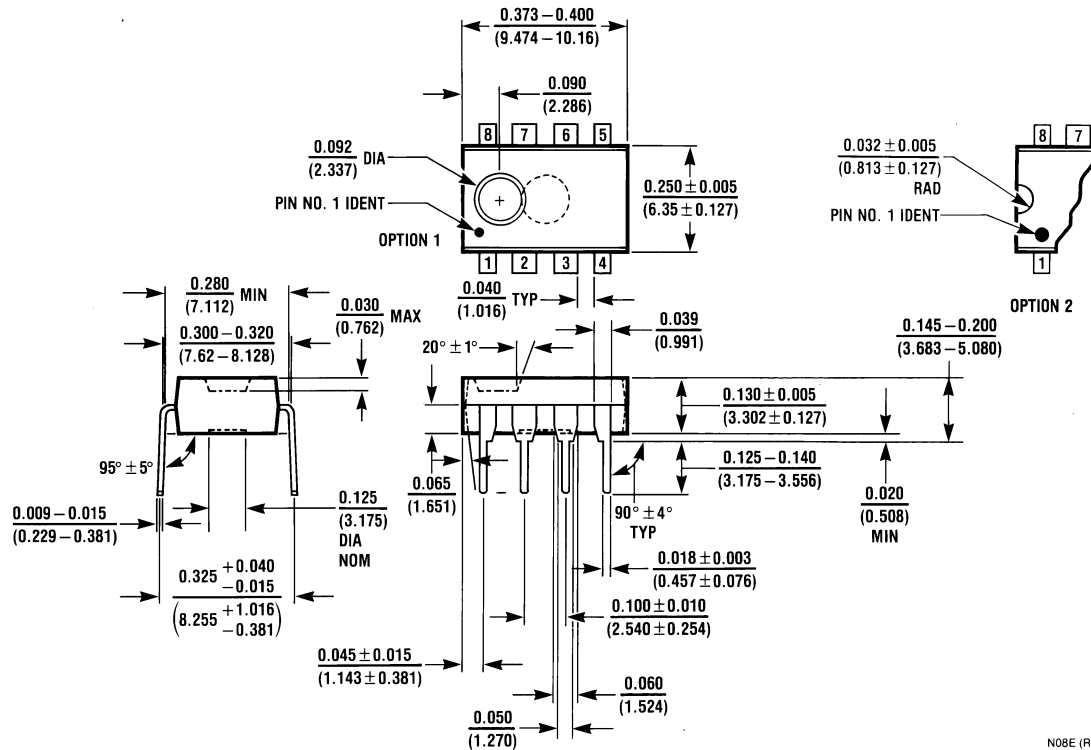 0.373 – 0.400
(9.474 – 10.16)
0.090
(2.286)
8 7 6 5
0.092 DIA
(2.337)
PIN NO. 1 IDENT
OPTION 1
1 2 3 4
0.250 ± 0.005
(6.35 ± 0.127)
8 7
0.032 ± 0.005
(0.813 ± 0.127)
RAD
PIN NO. 1 IDENT
1
OPTION 2
0.280 MIN
(7.112)
0.030 MAX
(0.762)
0.300 – 0.320
(7.62 – 8.128)
0.040 TYP
(1.016)
0.039
(0.991)
0.145 – 0.200
(3.683 – 5.080)
20° ± 1°
0.130 ± 0.005
(3.302 ± 0.127)
95° ± 5°
0.065
(1.651)
0.125 – 0.140
(3.175 – 3.556)
0.020
(0.508)
MIN
90° ± 4°
TYP
0.009 – 0.015
(0.229 – 0.381)
0.125
(3.175)
DIA
NOM
0.018 ± 0.003
(0.457 ± 0.076)
0.325 +0.040
−0.015
(8.255 +1.016
−0.381)
0.100 ± 0.010
(2.540 ± 0.254)
0.045 ± 0.015
(1.143 ± 0.381)
0.060
(1.524)
0.050
(1.270)
N08E (R